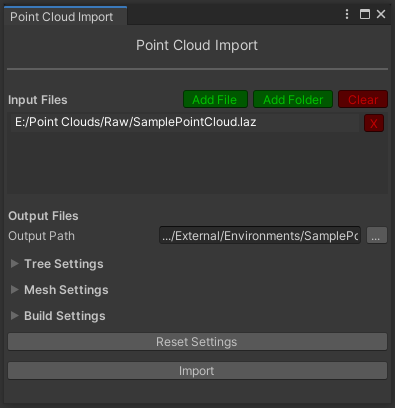 Point Cloud Import
Point Cloud Import
Input Files Add File Add Folder Clear
E:/Point Clouds/Raw/SamplePointCloud.laz X
Output Files
Output Path .../External/Environments/SamplePo ...
Tree Settings
Mesh Settings
Build Settings
Reset Settings
Import